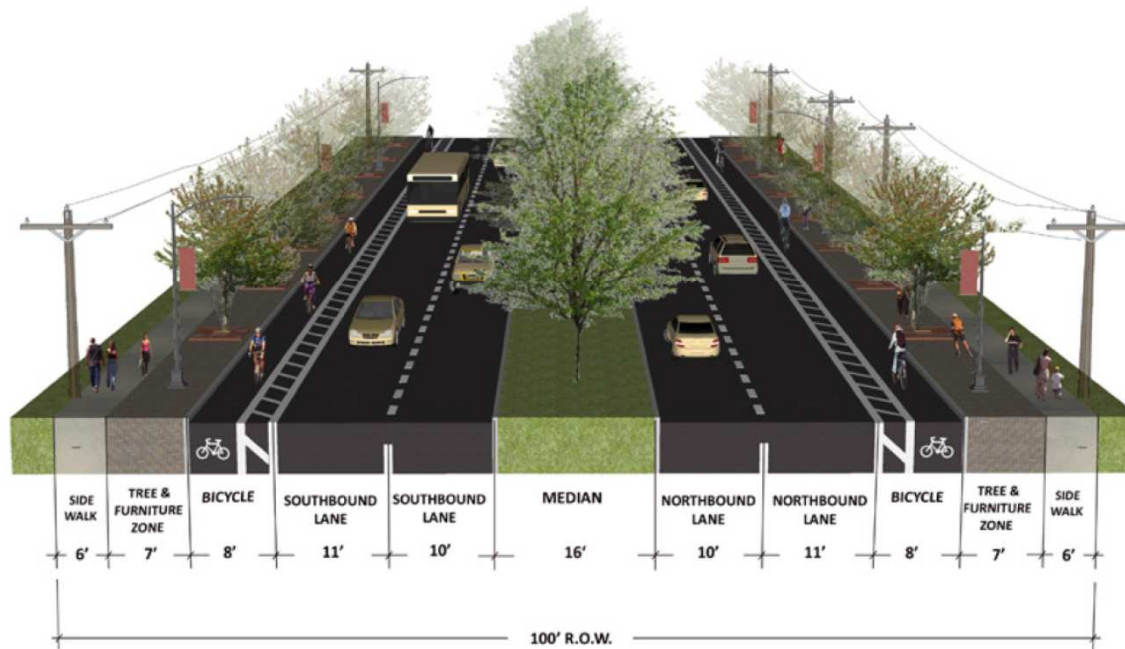 SIDE
WALK
TREE &
FURNITURE
ZONE
BICYCLE
SOUTHBOUND
LANE
SOUTHBOUND
LANE
MEDIAN
NORTHBOUND
LANE
NORTHBOUND
LANE
BICYCLE
TREE &
FURNITURE
ZONE
SIDE
WALK
6' 7' 8' 11' 10' 16' 10' 11' 8' 7' 6'
100' R.O.W.